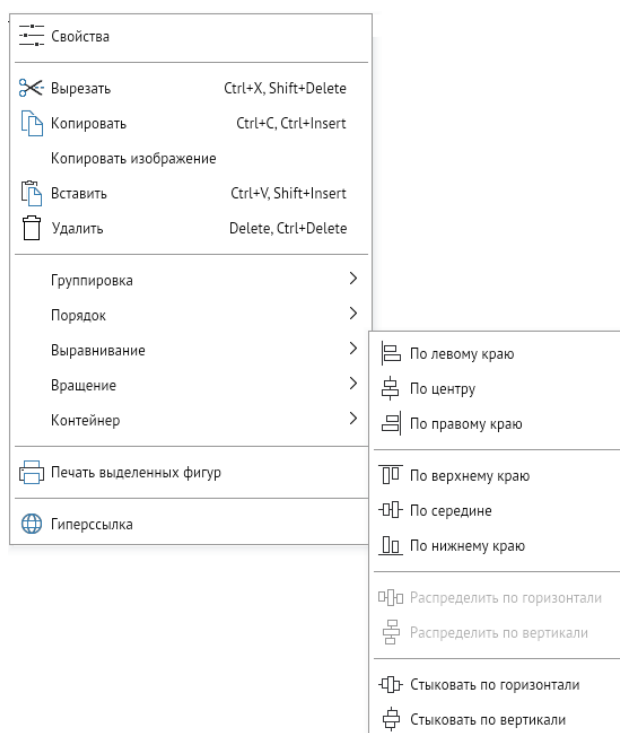 Свойства
Вырезать Ctrl+X, Shift+Delete
Копировать Ctrl+C, Ctrl+Insert
Копировать изображение
Вставить Ctrl+V, Shift+Insert
Удалить Delete, Ctrl+Delete
Группировка
Порядок
Выравнивание
Вращение
Контейнер
Печать выделенных фигур
Гиперссылка
По левому краю
По центру
По правому краю
По верхнему краю
По середине
По нижнему краю
Распределить по горизонтали
Распределить по вертикали
Стыковать по горизонтали
Стыковать по вертикали